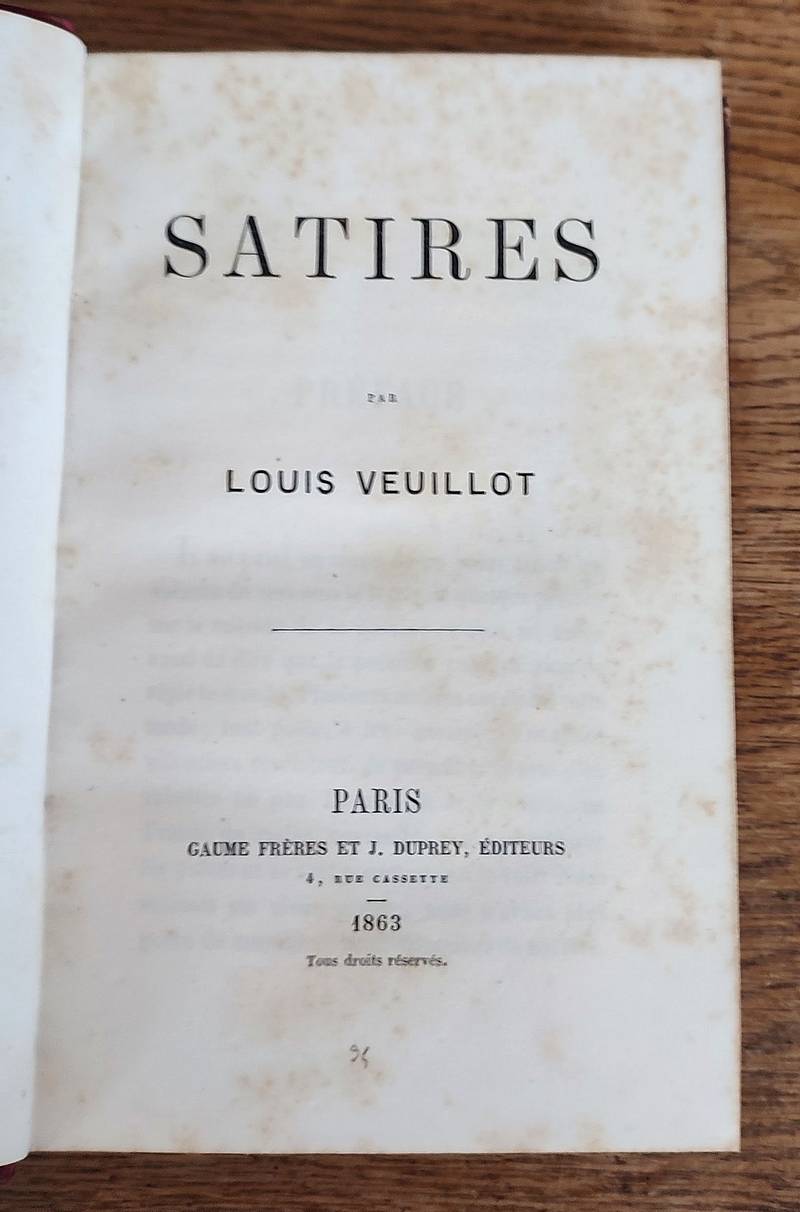 SATIRES
PAR
LOUIS VEUILLOT
PARIS
GAUME FRÈRES ET J. DUPREY, ÉDITEURS
4, RUE CASSETTE
1863
Tous droits réservés.